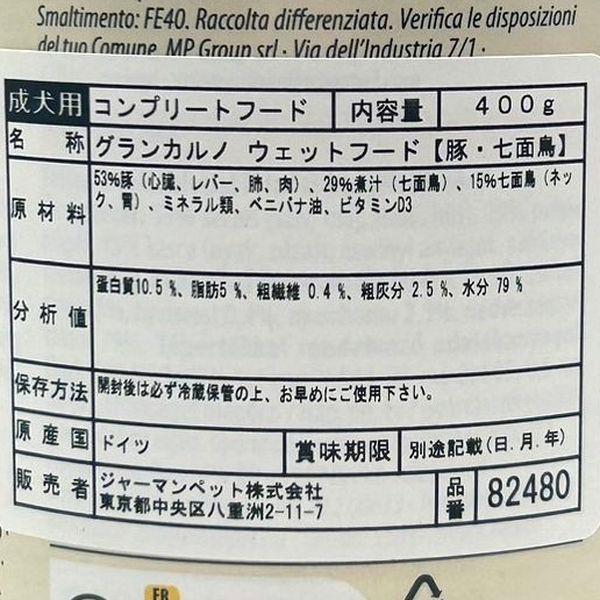 Smaltimento: FE40. Raccolta differenziata. Verifica le disposizioni
del tuo Comune. MP Group srl · Via dell'Industria 7/1 ·
成犬用 コンプリートフード 内容量 400g
名称 グランカルノ ウェットフード【豚・七面鳥】
原材料 53%豚（心臓、レバー、肺、肉）、29%煮汁（七面鳥）、15%七面鳥（ネッ
ク、胃）、ミネラル類、ベニバナ油、ビタミンD3
分析値 蛋白質10.5 %、脂肪5 %、粗繊維 0.4 %、粗灰分 2.5 %、水分 79 %
保存方法 開封後は必ず冷蔵保管の上、お早めにご使用下さい。
原産国 ドイツ 賞味期限 別途記載(日.月.年)
販売者 ジャーマンペット株式会社
東京都中央区八重洲2-11-7
品番 82480
FR